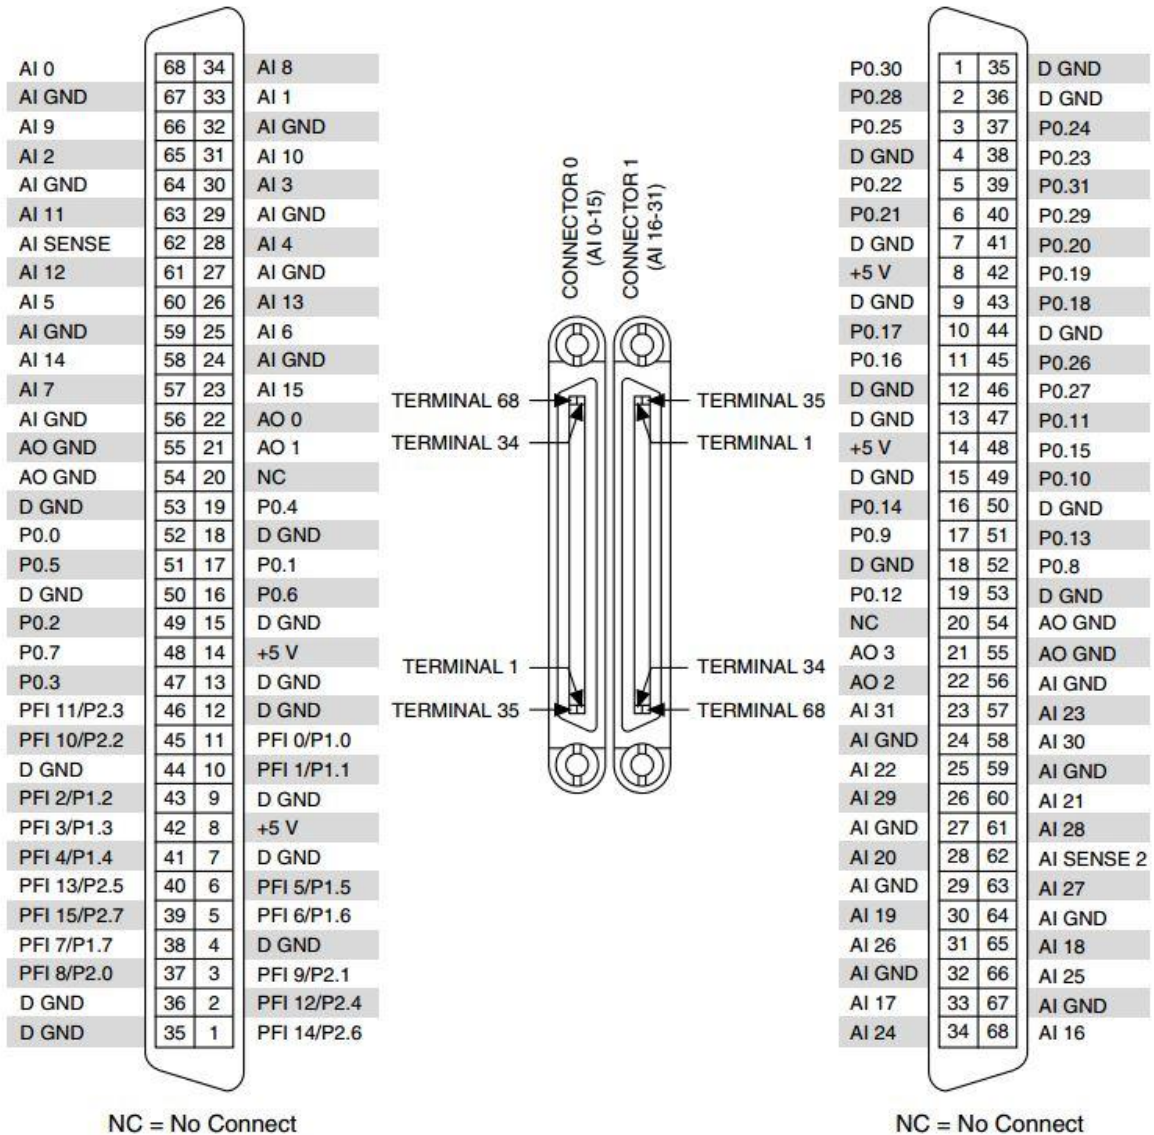 AI 0 68 34 AI 8
AI GND 67 33 AI 1
AI 9 66 32 AI GND
AI 2 65 31 AI 10
AI GND 64 30 AI 3
AI 11 63 29 AI GND
AI SENSE 62 28 AI 4
AI 12 61 27 AI GND
AI 5 60 26 AI 13
AI GND 59 25 AI 6
AI 14 58 24 AI GND
AI 7 57 23 AI 15
AI GND 56 22 AO 0
AO GND 55 21 AO 1
AO GND 54 20 NC
D GND 53 19 P0.4
P0.0 52 18 D GND
P0.5 51 17 P0.1
D GND 50 16 P0.6
P0.2 49 15 D GND
P0.7 48 14 +5 V
P0.3 47 13 D GND
PFI 11/P2.3 46 12 D GND
PFI 10/P2.2 45 11 PFI 0/P1.0
D GND 44 10 PFI 1/P1.1
PFI 2/P1.2 43 9 D GND
PFI 3/P1.3 42 8 +5 V
PFI 4/P1.4 41 7 D GND
PFI 13/P2.5 40 6 PFI 5/P1.5
PFI 15/P2.7 39 5 PFI 6/P1.6
PFI 7/P1.7 38 4 D GND
PFI 8/P2.0 37 3 PFI 9/P2.1
D GND 36 2 PFI 12/P2.4
D GND 35 1 PFI 14/P2.6
NC = No Connect
CONNECTOR 0
(AI 0-15)
CONNECTOR 1
(AI 16-31)
TERMINAL 68
TERMINAL 34
TERMINAL 35
TERMINAL 1
TERMINAL 1
TERMINAL 35
TERMINAL 34
TERMINAL 68
P0.30 1 35 D GND
P0.28 2 36 D GND
P0.25 3 37 P0.24
D GND 4 38 P0.23
P0.22 5 39 P0.31
P0.21 6 40 P0.29
D GND 7 41 P0.20
+5 V 8 42 P0.19
D GND 9 43 P0.18
P0.17 10 44 D GND
P0.16 11 45 P0.26
D GND 12 46 P0.27
D GND 13 47 P0.11
+5 V 14 48 P0.15
D GND 15 49 P0.10
P0.14 16 50 D GND
P0.9 17 51 P0.13
D GND 18 52 P0.8
P0.12 19 53 D GND
NC 20 54 AO GND
AO 3 21 55 AO GND
AO 2 22 56 AI GND
AI 31 23 57 AI 23
AI GND 24 58 AI 30
AI 22 25 59 AI GND
AI 29 26 60 AI 21
AI GND 27 61 AI 28
AI 20 28 62 AI SENSE 2
AI GND 29 63 AI 27
AI 19 30 64 AI GND
AI 26 31 65 AI 18
AI GND 32 66 AI 25
AI 17 33 67 AI GND
AI 24 34 68 AI 16
NC = No Connect